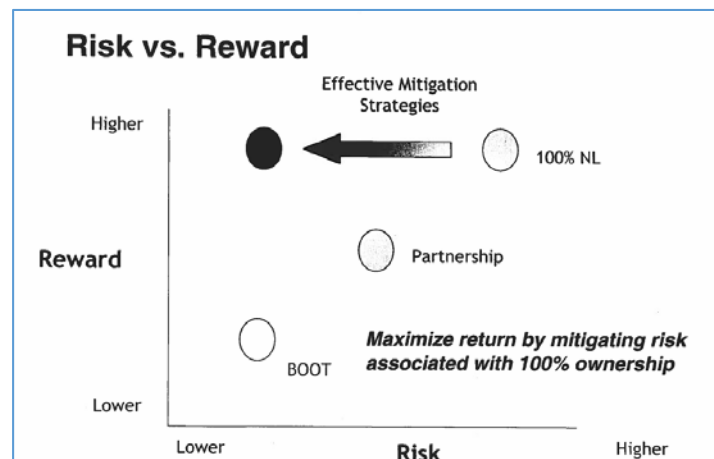 Risk vs. Reward
Effective Mitigation
Strategies
Higher
100% NL
Reward
Partnership
Maximize return by mitigating risk
associated with 100% ownership
BOOT
Lower
Lower
Risk
Higher